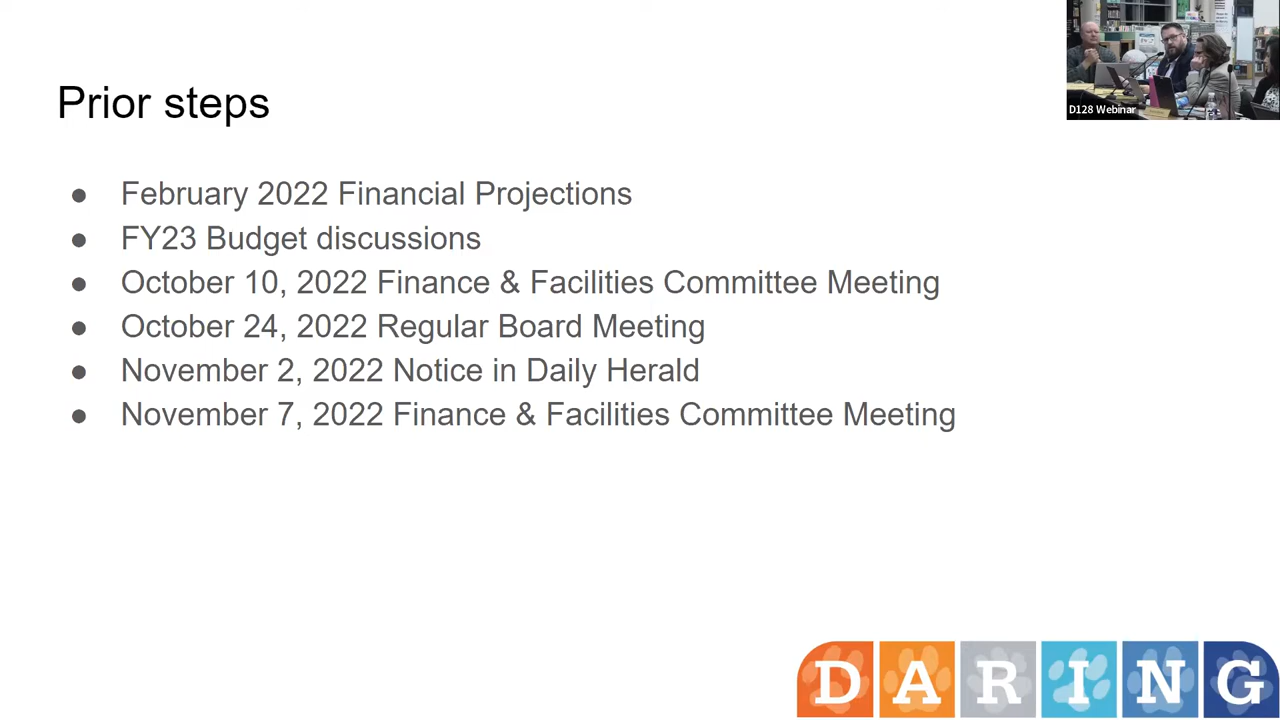 D128 Webinar
Prior steps
● February 2022 Financial Projections
● FY23 Budget discussions
● October 10, 2022 Finance & Facilities Committee Meeting
● October 24, 2022 Regular Board Meeting
● November 2, 2022 Notice in Daily Herald
● November 7, 2022 Finance & Facilities Committee Meeting
DARING